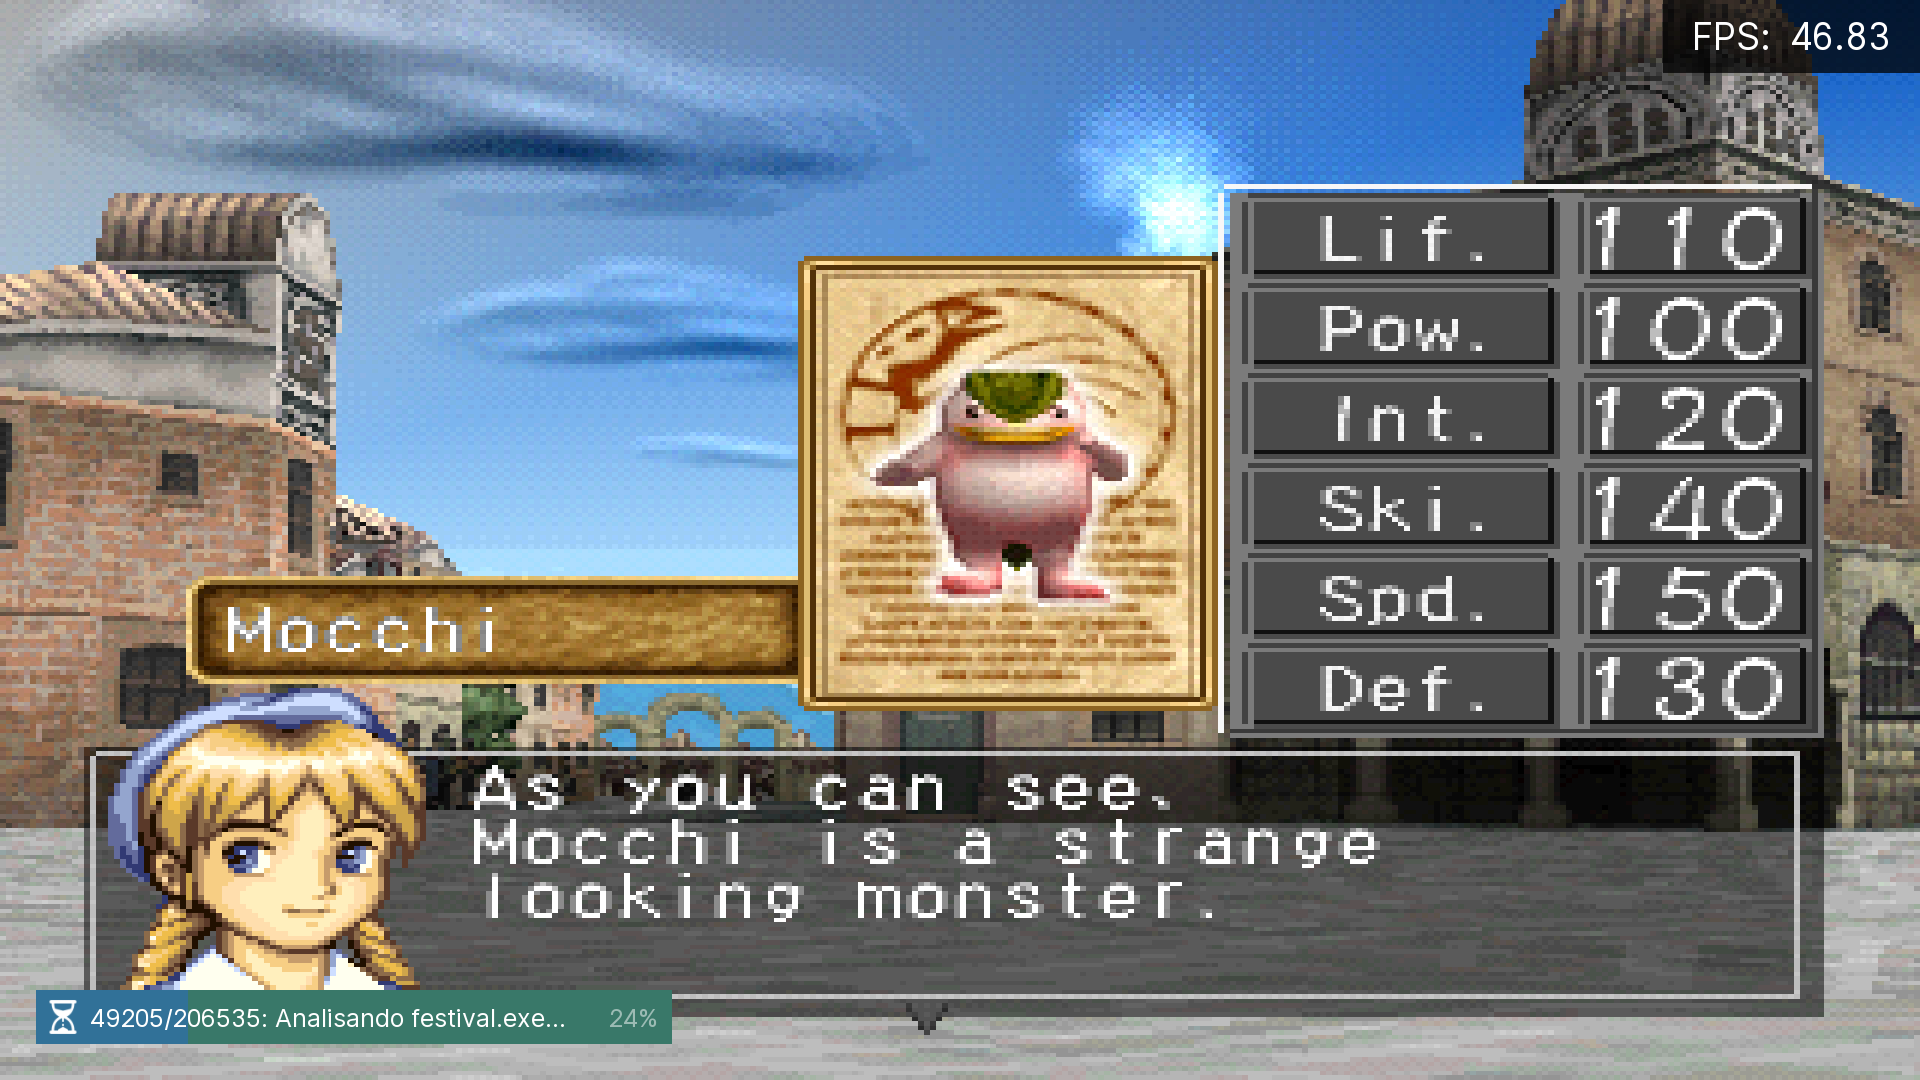 FPS: 46.83
Lif. 110
Pow. 100
Int. 120
Ski. 140
Spd. 150
Def. 130
Mocchi
As you can see.
Mocchi is a strange
looking monster.
49205/206535: Analisando festival.exe... 24%